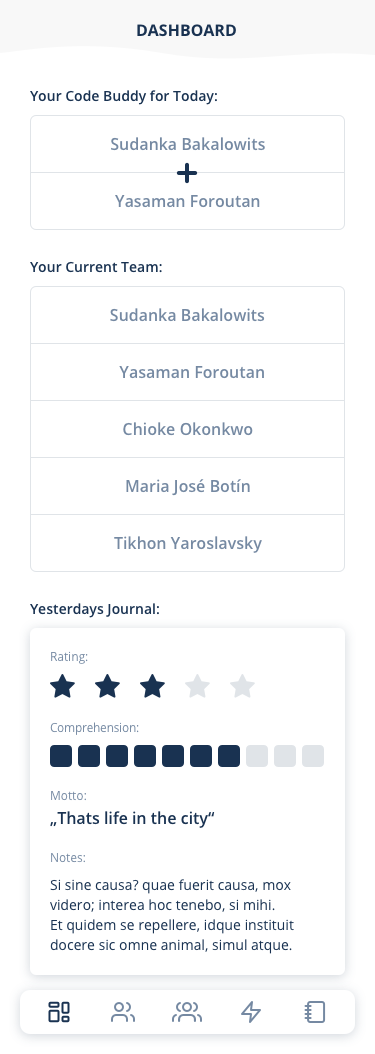 DASHBOARD
Your Code Buddy for Today:
Sudanka Bakalowits
Yasaman Foroutan
Your Current Team:
Sudanka Bakalowits
Yasaman Foroutan
Chioke Okonkwo
Maria José Botín
Tikhon Yaroslavsky
Yesterdays Journal:
Rating:
Comprehension:
Motto:
„Thats life in the city“
Notes:
Si sine causa? quae fuerit causa, mox
videro; interea hoc tenebo, si mihi.
Et quidem se repellere, idque instituit
docere sic omne animal, simul atque.